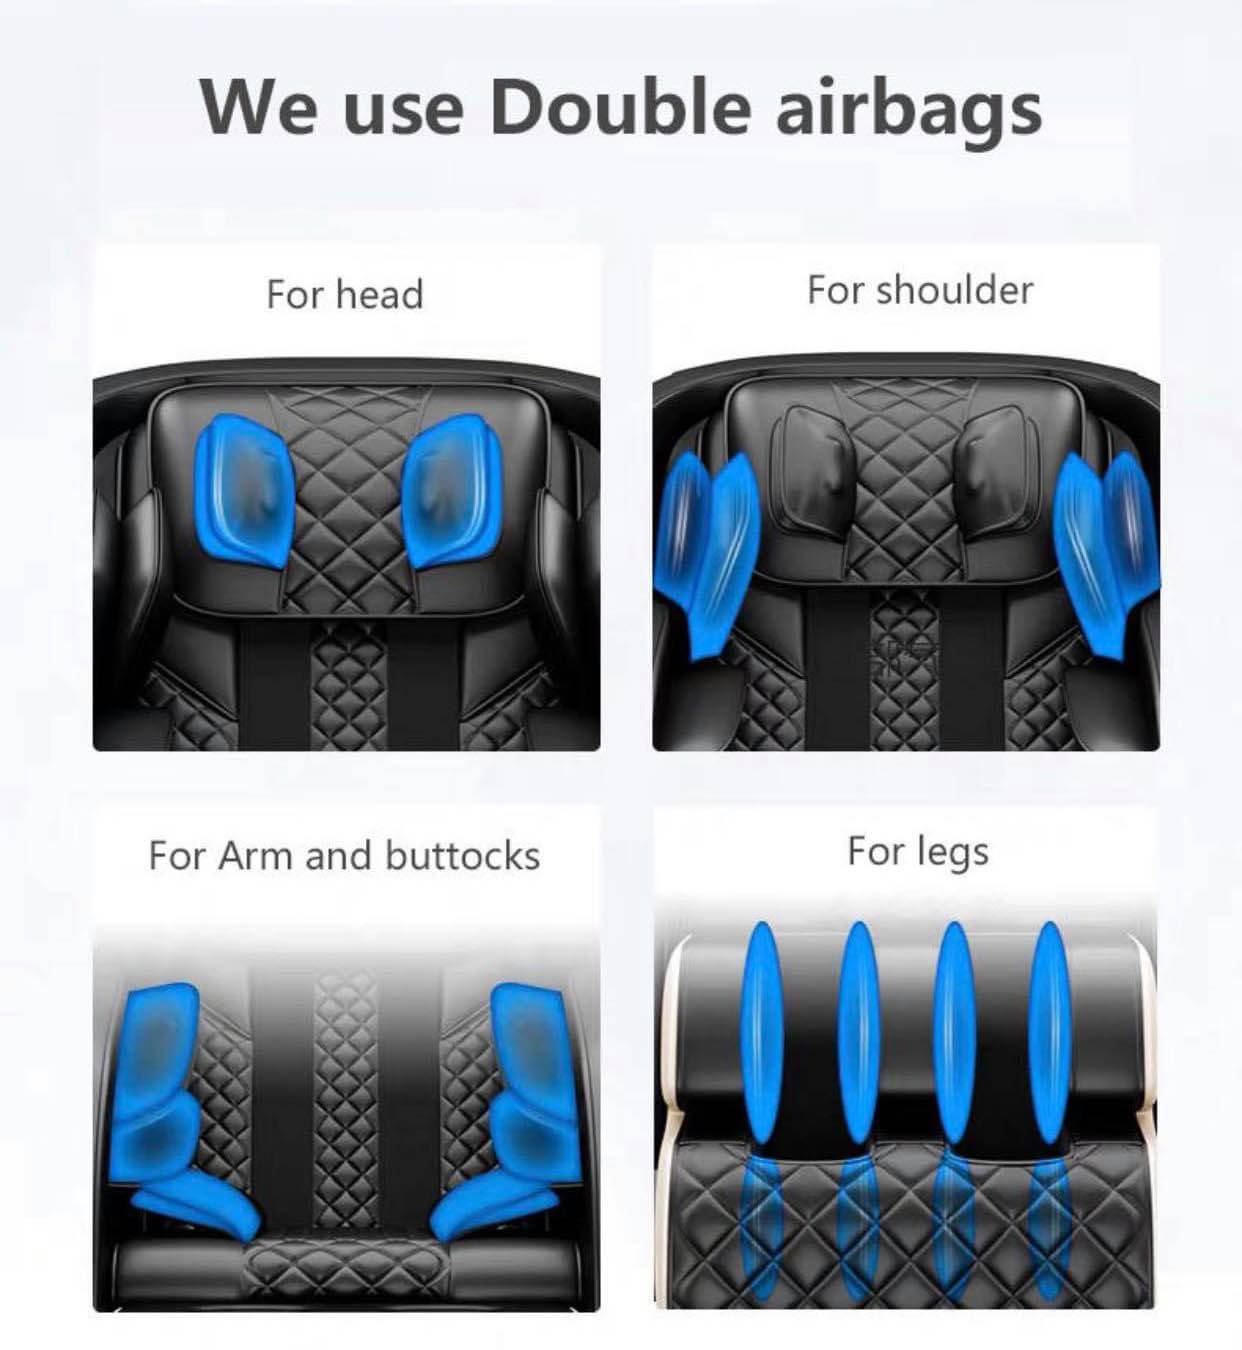 We use Double airbags
For head
For shoulder
For Arm and buttocks
For legs